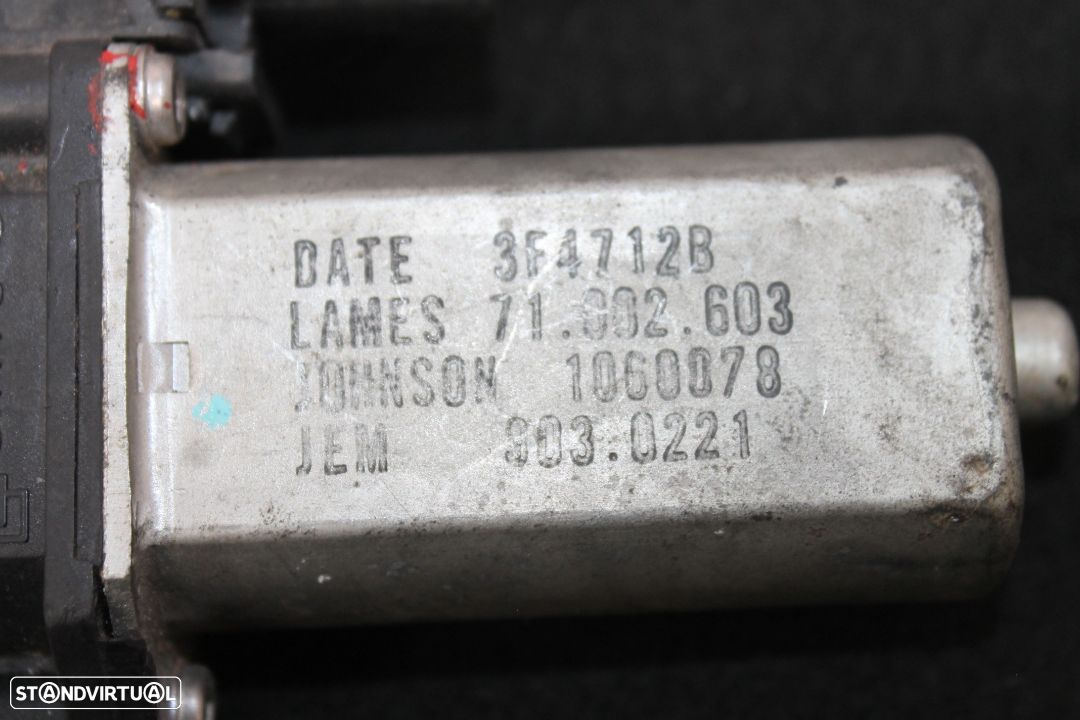 DATE 3F4712B
LAMES 71.002.603
JOHNSON 1060078
JEM 903.0221
STANDVIRTUAL